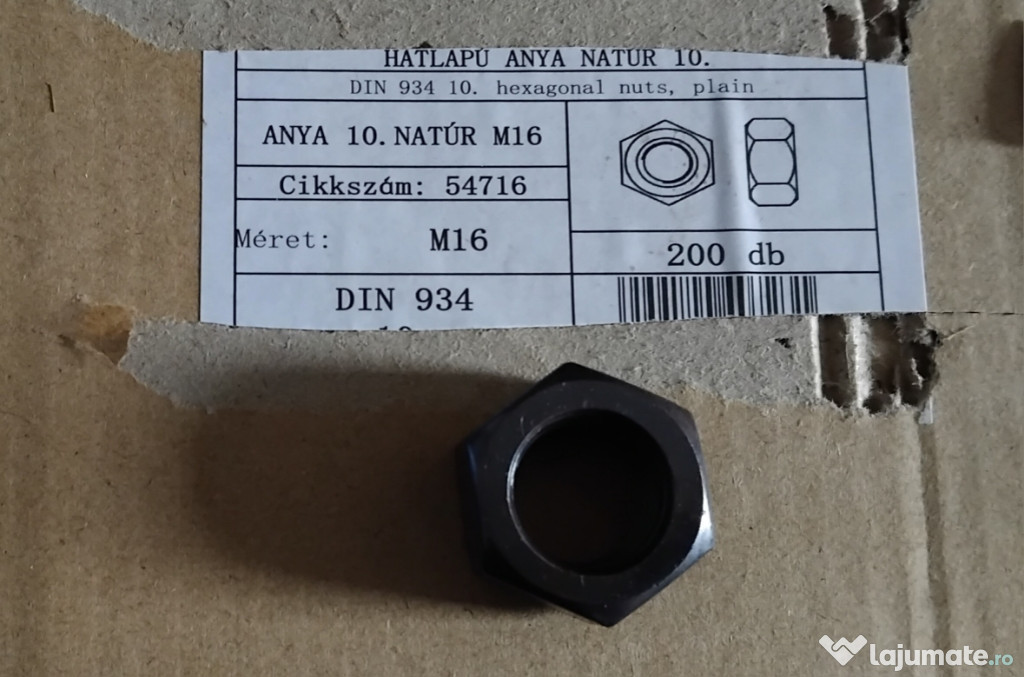 HATLAPÚ ANYA NATÚR 10.
DIN 934 10. hexagonal nuts, plain
ANYA 10. NATÚR M16
Cikkszám: 54716
Méret: M16
200 db
DIN 934
lajumate.ro